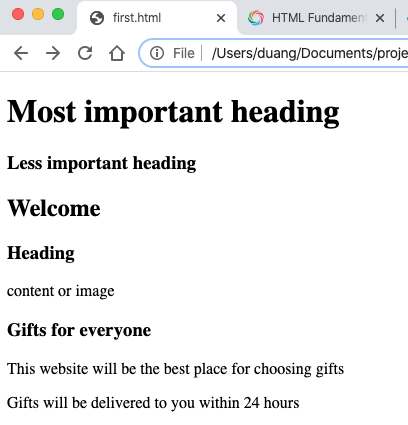 first.html
HTML Fundamen
File
/Users/duang/Documents/proje
Most important heading
Less important heading
Welcome
Heading
content or image
Gifts for everyone
This website will be the best place for choosing gifts
Gifts will be delivered to you within 24 hours